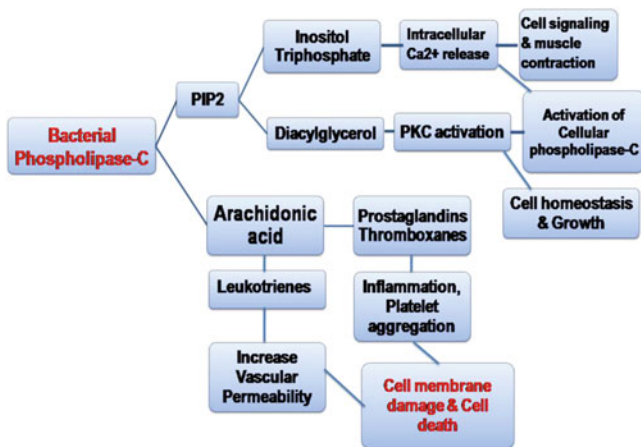 Inositol
Triphosphate
Intracellular
Ca2+ release
Cell signaling
& muscle
contraction
PIP2
Bacterial
Phospholipase-C
Diacylglycerol
PKC activation
Activation of
Cellular
phospholipase-C
Cell homeostasis
& Growth
Arachidonic
acid
Prostaglandins
Thromboxanes
Leukotrienes
Inflammation,
Platelet
aggregation
Increase
Vascular
Permeability
Cell membrane
damage & Cell
death